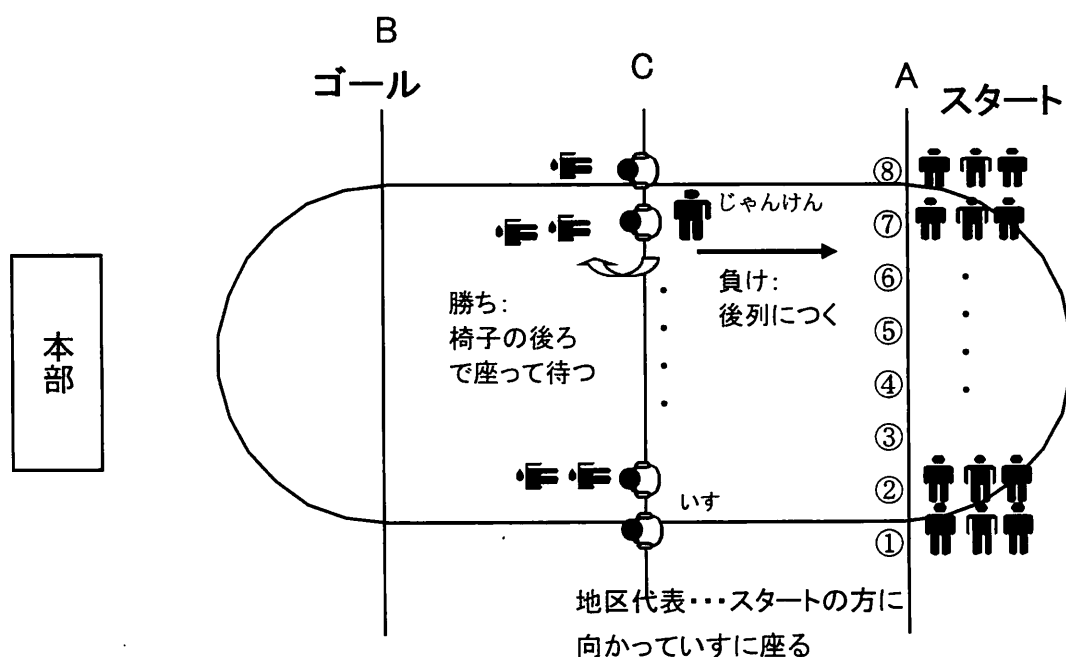 B
ゴール
C
A
スタート
⑧
じゃんけん
⑦
負け：
後列につく
⑥
勝ち：
椅子の後ろ
で座って待つ
⑤
本部
④
③
②
いす
①
地区代表・・・スタートの方に
向かっていすに座る